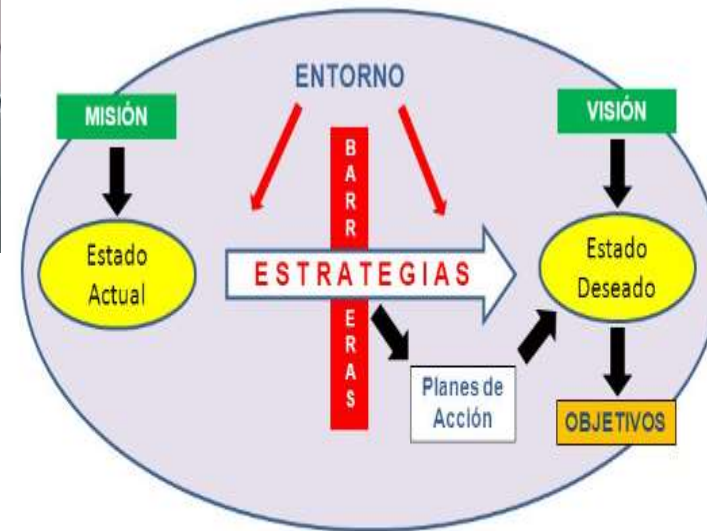 ENTORNO
MISIÓN
VISIÓN
BARRERAS
Estado
Actual
ESTRATEGIAS
Estado
Deseado
Planes de
Acción
OBJETIVOS